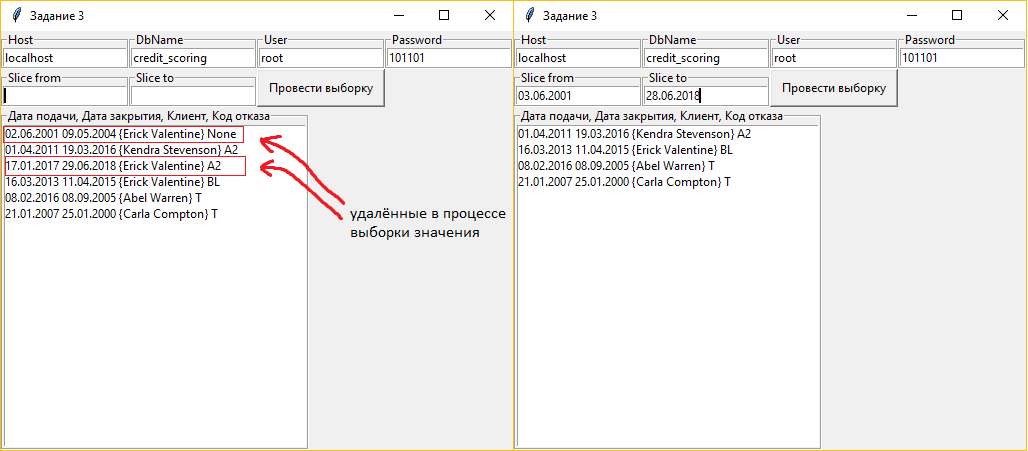 Задание 3
Host DbName User Password
localhost credit_scoring root 101101
Slice from Slice to
Провести выборку
Дата подачи, Дата закрытия, Клиент, Код отказа
02.06.2001 09.05.2004 {Erick Valentine} None
01.04.2011 19.03.2016 {Kendra Stevenson} A2
17.01.2017 29.06.2018 {Erick Valentine} A2
16.03.2013 11.04.2015 {Erick Valentine} BL
08.02.2016 08.09.2005 {Abel Warren} T
21.01.2007 25.01.2000 {Carla Compton} T
удалённые в процессе
выборки значения
Задание 3
Host DbName User Password
localhost credit_scoring root 101101
Slice from Slice to
03.06.2001 28.06.2018
Провести выборку
Дата подачи, Дата закрытия, Клиент, Код отказа
01.04.2011 19.03.2016 {Kendra Stevenson} A2
16.03.2013 11.04.2015 {Erick Valentine} BL
08.02.2016 08.09.2005 {Abel Warren} T
21.01.2007 25.01.2000 {Carla Compton} T